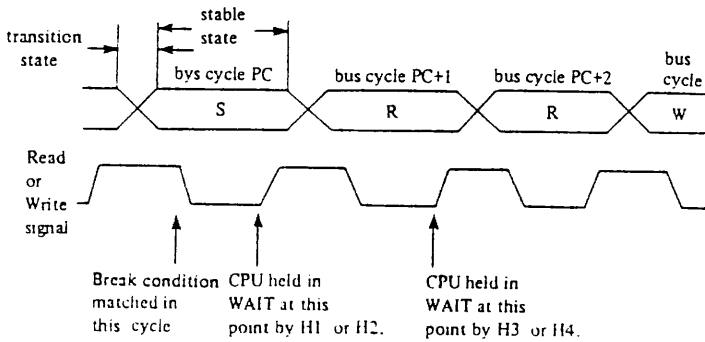 stable
state
transition
state
bys cycle PC
bus cycle PC+1
bus cycle PC+2
bus
cycle
S
R
R
W
Read
or
Write
signal
Break condition
matched in
this cycle
CPU held in
WAIT at this
point by H1 or H2.
CPU held in
WAIT at this
point by H3 or H4.